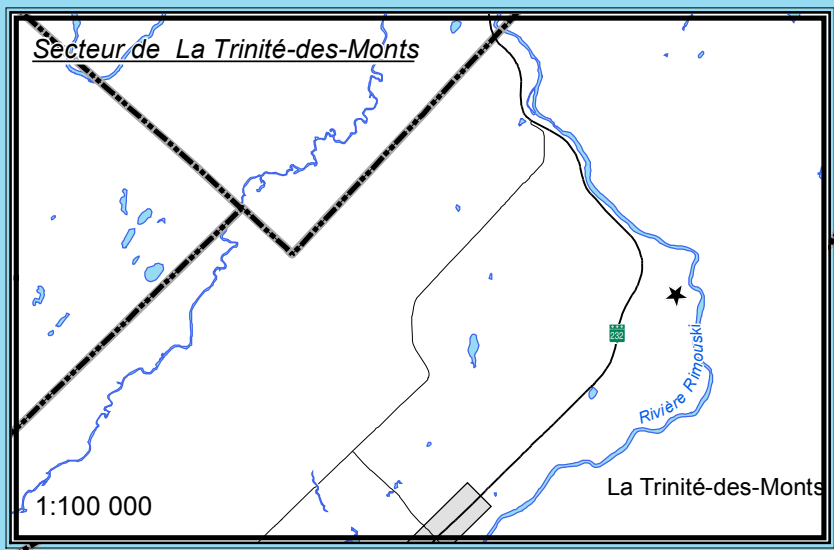 Secteur de La Trinité-des-Monts
232
Rivière Rimouski
La Trinité-des-Monts
1:100 000